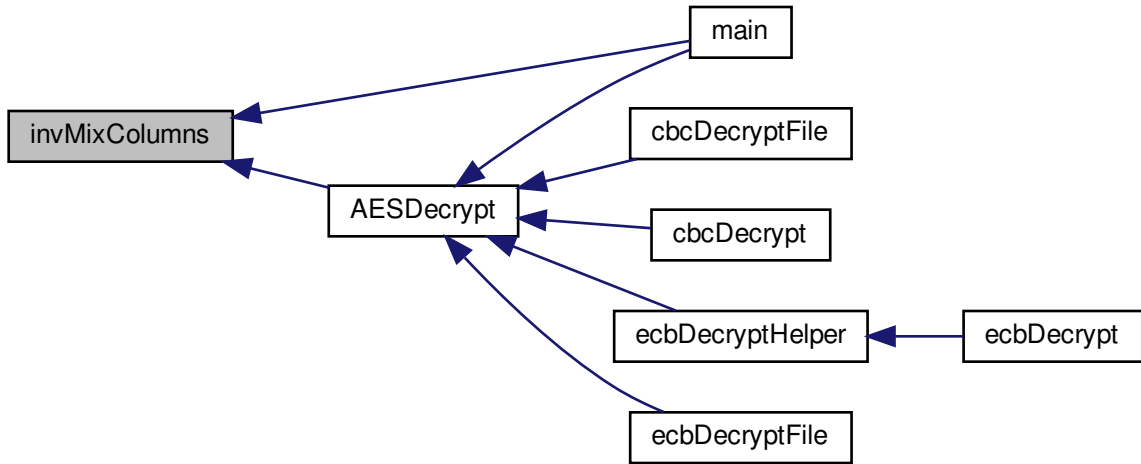 main
cbcDecryptFile
invMixColumns
AESDecrypt
cbcDecrypt
ecbDecryptHelper
ecbDecrypt
ecbDecryptFile